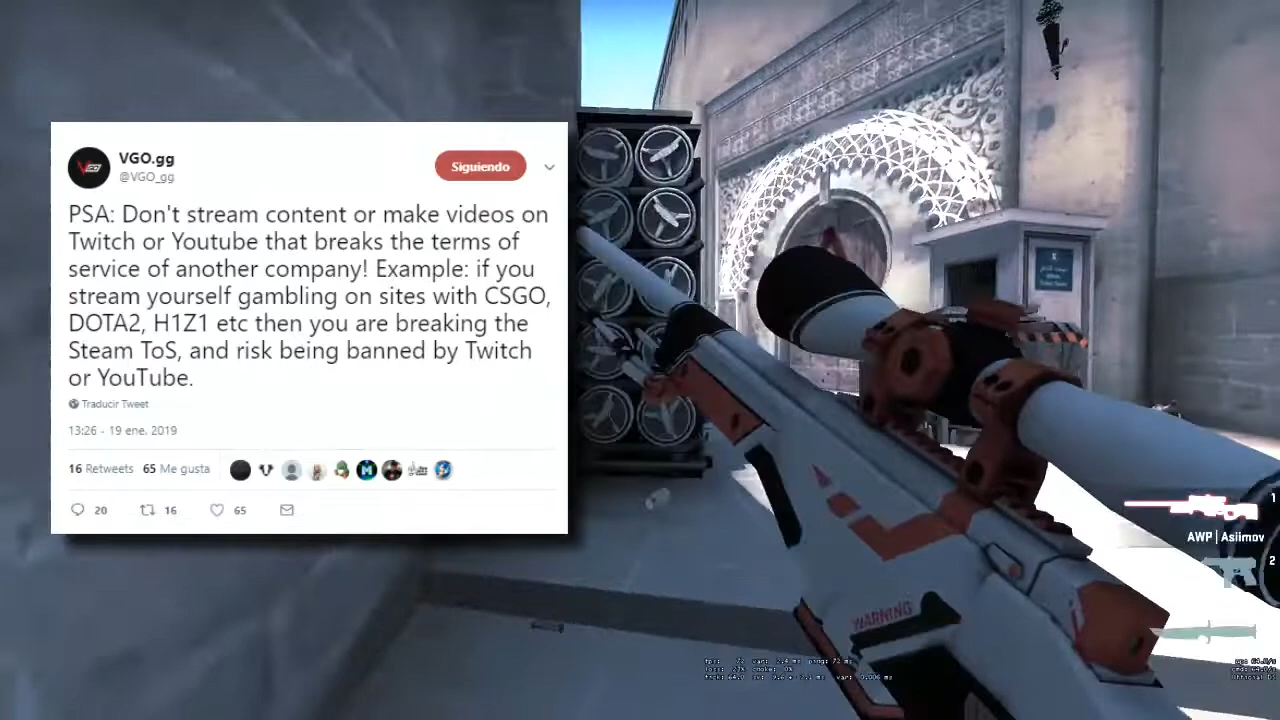 VGO.gg
@VGO_gg
Siguiendo
PSA: Don't stream content or make videos on
Twitch or Youtube that breaks the terms of
service of another company! Example: if you
stream yourself gambling on sites with CSGO,
DOTA2, H1Z1 etc then you are breaking the
Steam ToS, and risk being banned by Twitch
or YouTube.
Traducir Tweet
13:26 - 19 ene. 2019
16 Retweets 65 Me gusta
20 16 65
1
AWP | Asiimov
2
WARNING